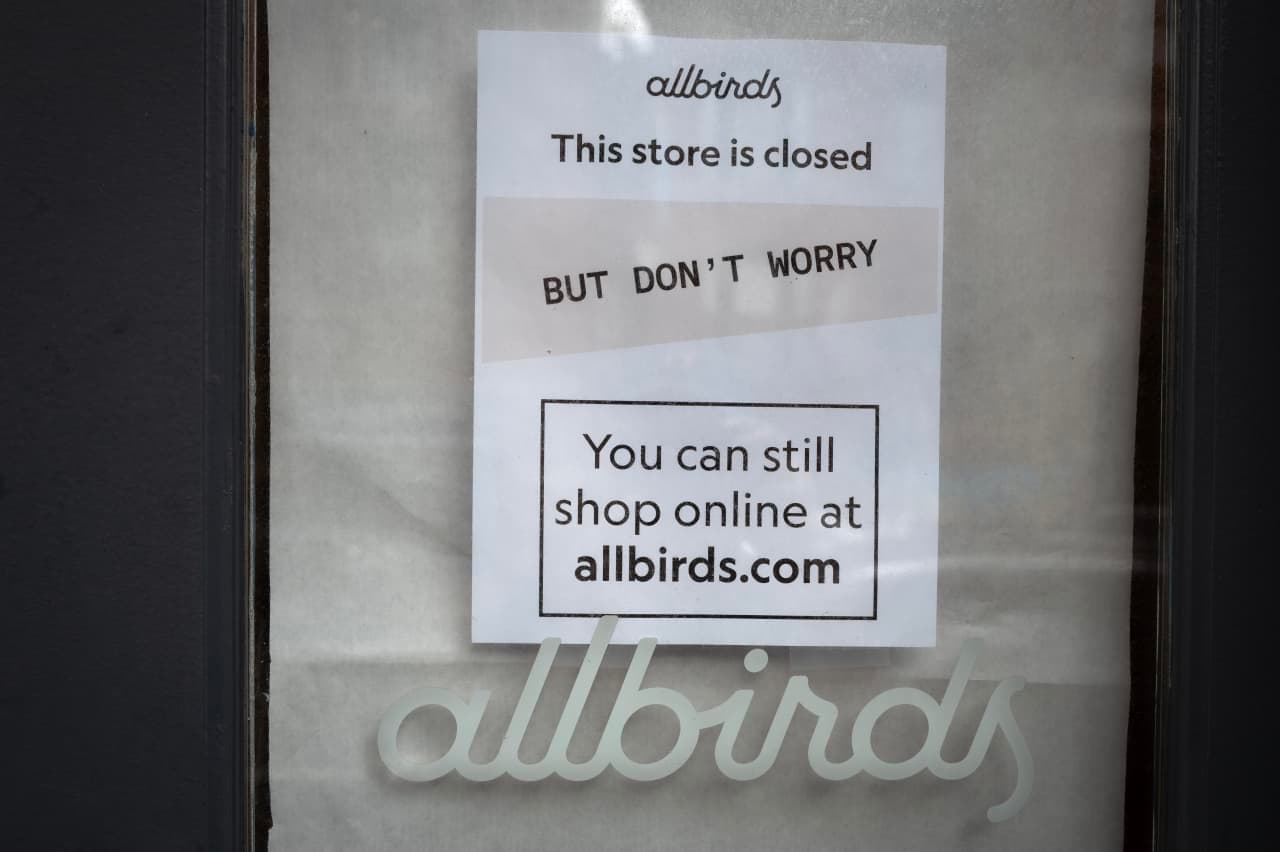 allbirds
This store is closed
BUT DON'T WORRY
You can still
shop online at
allbirds.com
allbirds